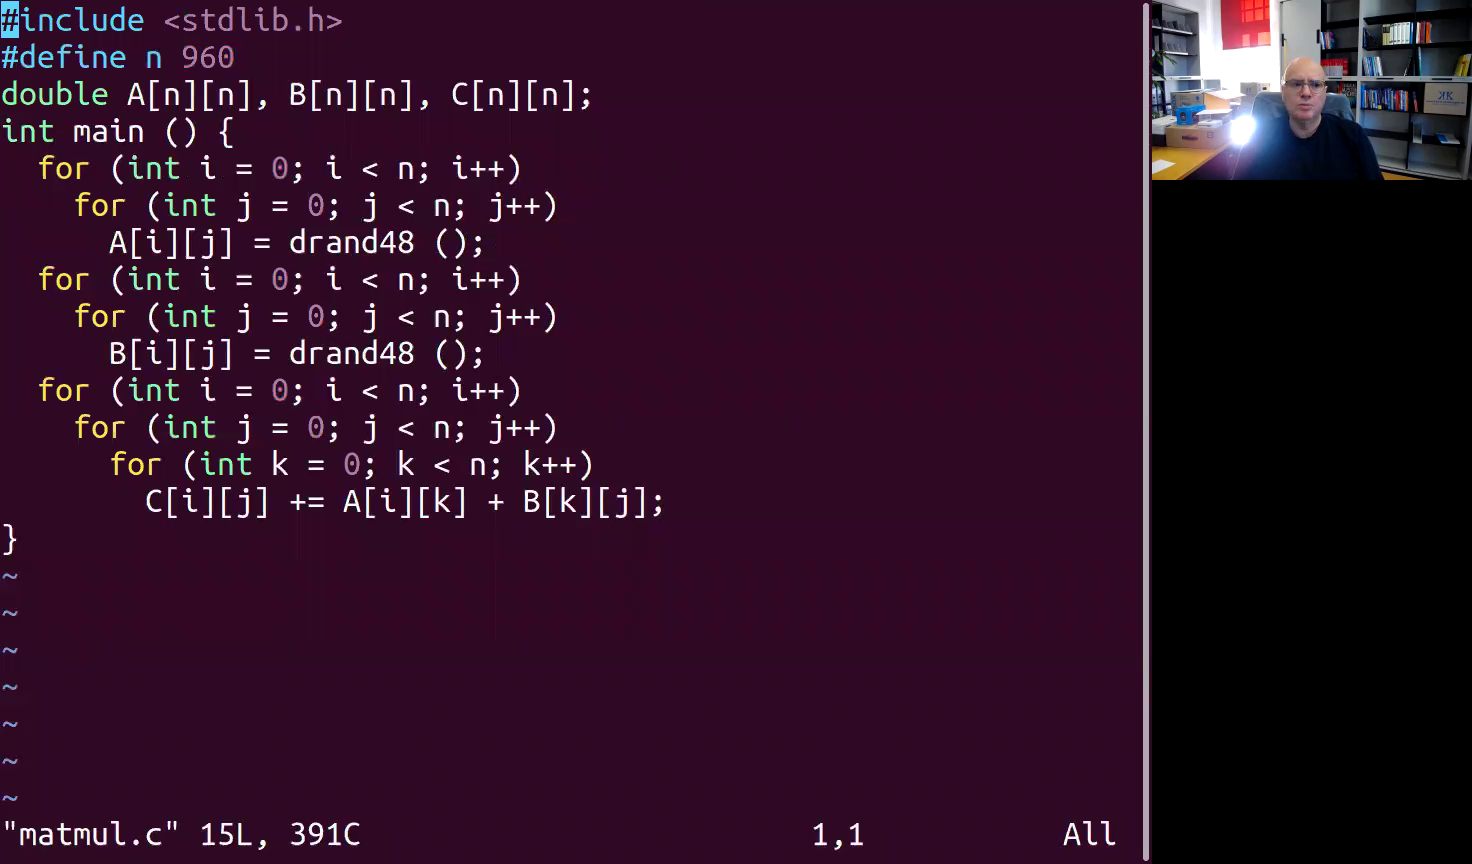 #include <stdlib.h>
#define n 960
double A[n][n], B[n][n], C[n][n];
int main () {
  for (int i = 0; i < n; i++)
    for (int j = 0; j < n; j++)
      A[i][j] = drand48 ();
  for (int i = 0; i < n; i++)
    for (int j = 0; j < n; j++)
      B[i][j] = drand48 ();
  for (int i = 0; i < n; i++)
    for (int j = 0; j < n; j++)
      for (int k = 0; k < n; k++)
        C[i][j] += A[i][k] + B[k][j];
}
~
~
~
~
~
~
~
"matmul.c" 15L, 391C 1,1 All